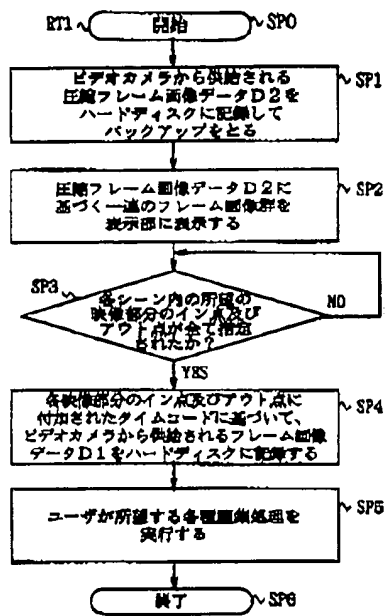 RT1
開始
SP0
ビデオカメラから供給される
圧縮フレーム画像データD2を
ハードディスクに記録して
バックアップをとる
SP1
圧縮フレーム画像データD2に
基づく一連のフレーム画像群を
表示部に表示する
SP2
SP3
各シーン内の所望の
映像部分のイン点及び
アウト点が全て指定
されたか?
NO
YES
各映像部分のイン点及びアウト点に
付加されたタイムコードに基づいて、
ビデオカメラから供給されるフレーム画像
データD1をハードディスクに記録する
SP4
ユーザが所望する各種編集処理を
実行する
SP5
終了
SP6